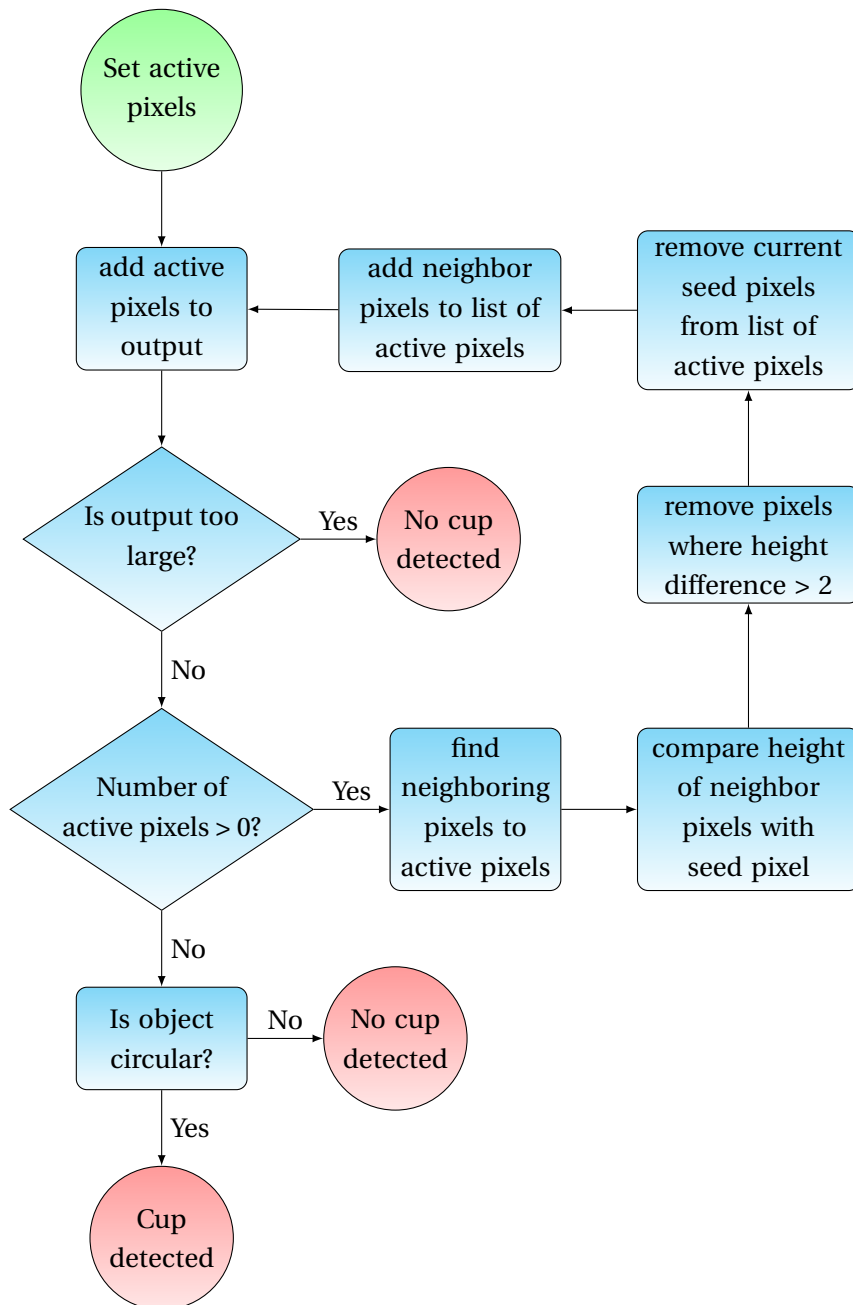 Set active
pixels
add active
pixels to
output
add neighbor
pixels to list of
active pixels
remove current
seed pixels
from list of
active pixels
Is output too
large?
Yes
No cup
detected
remove pixels
where height
difference > 2
No
Number of
active pixels > 0?
Yes
find
neighboring
pixels to
active pixels
compare height
of neighbor
pixels with
seed pixel
No
Is object
circular?
No
No cup
detected
Yes
Cup
detected